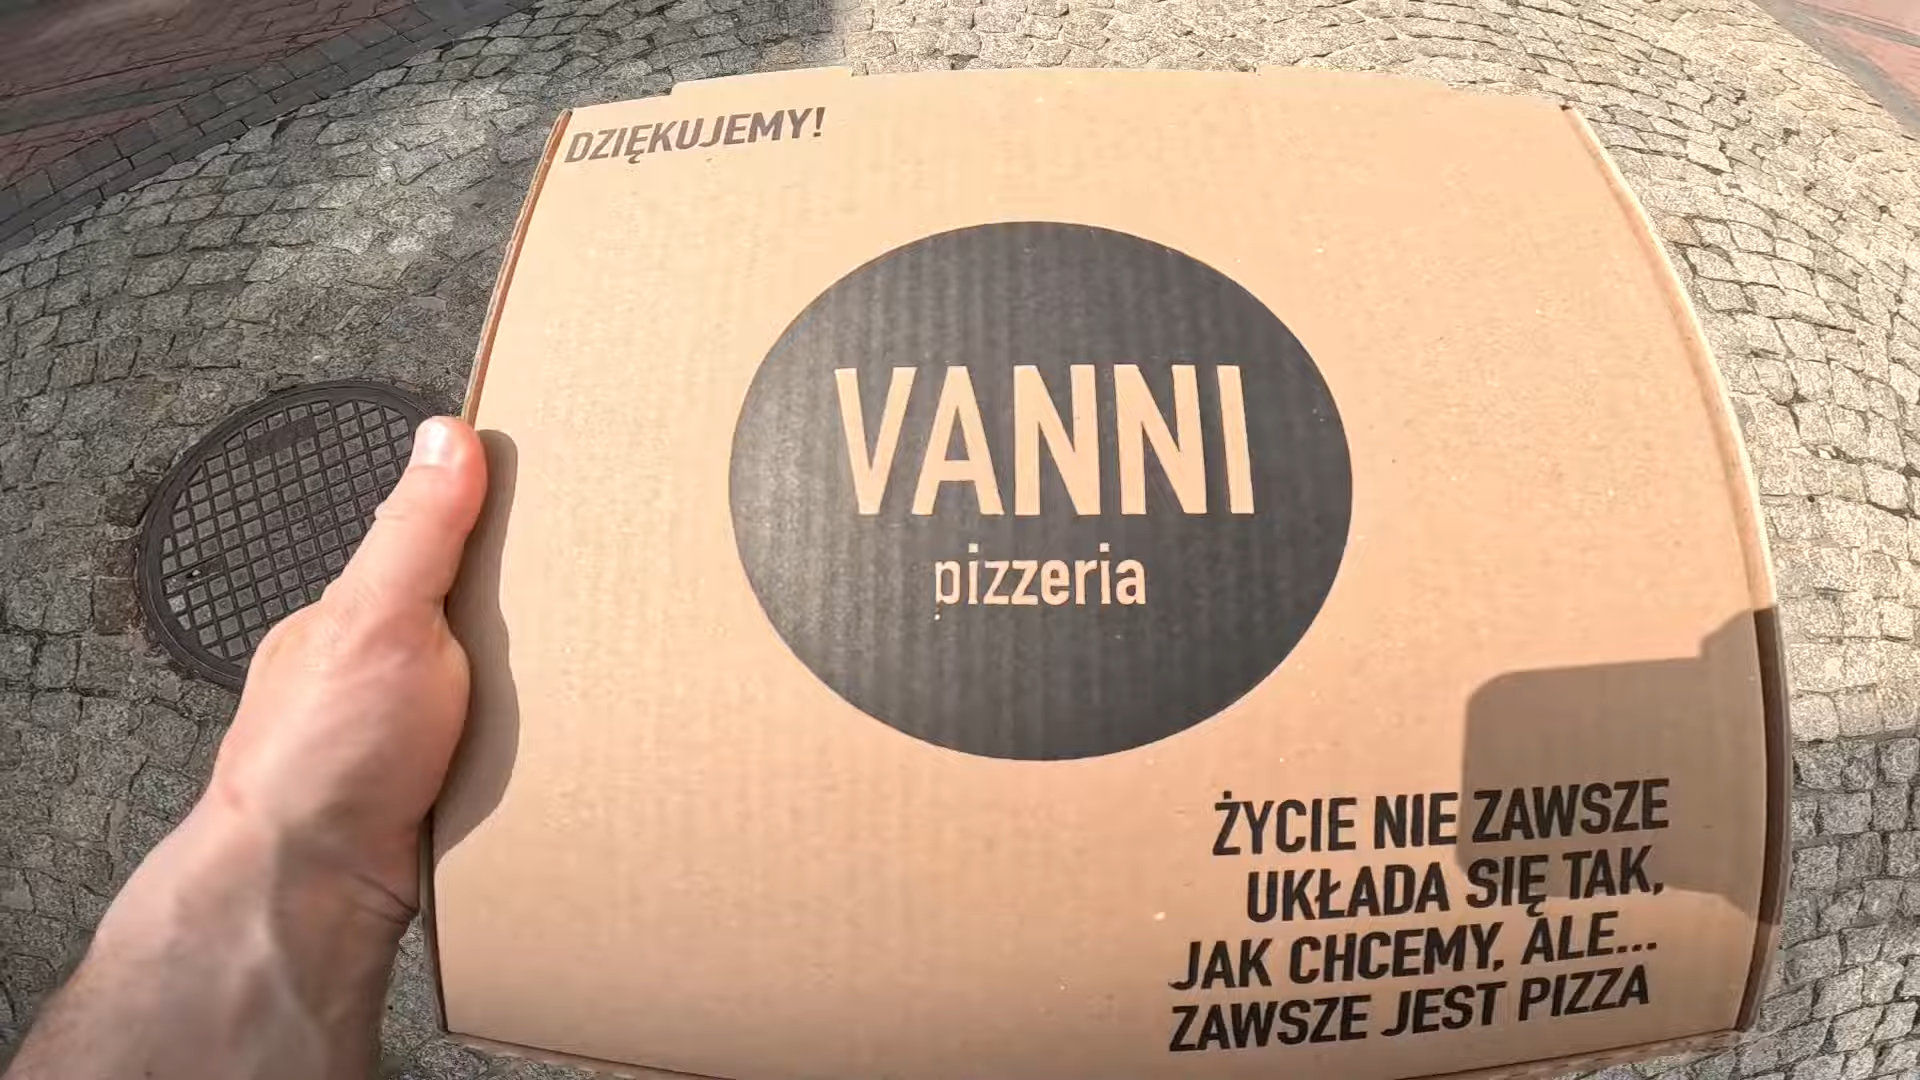 DZIĘKUJEMY!
VANNI
pizzeria
ŻYCIE NIE ZAWSZE
UKŁADA SIĘ TAK,
JAK CHCEMY, ALE...
ZAWSZE JEST PIZZA